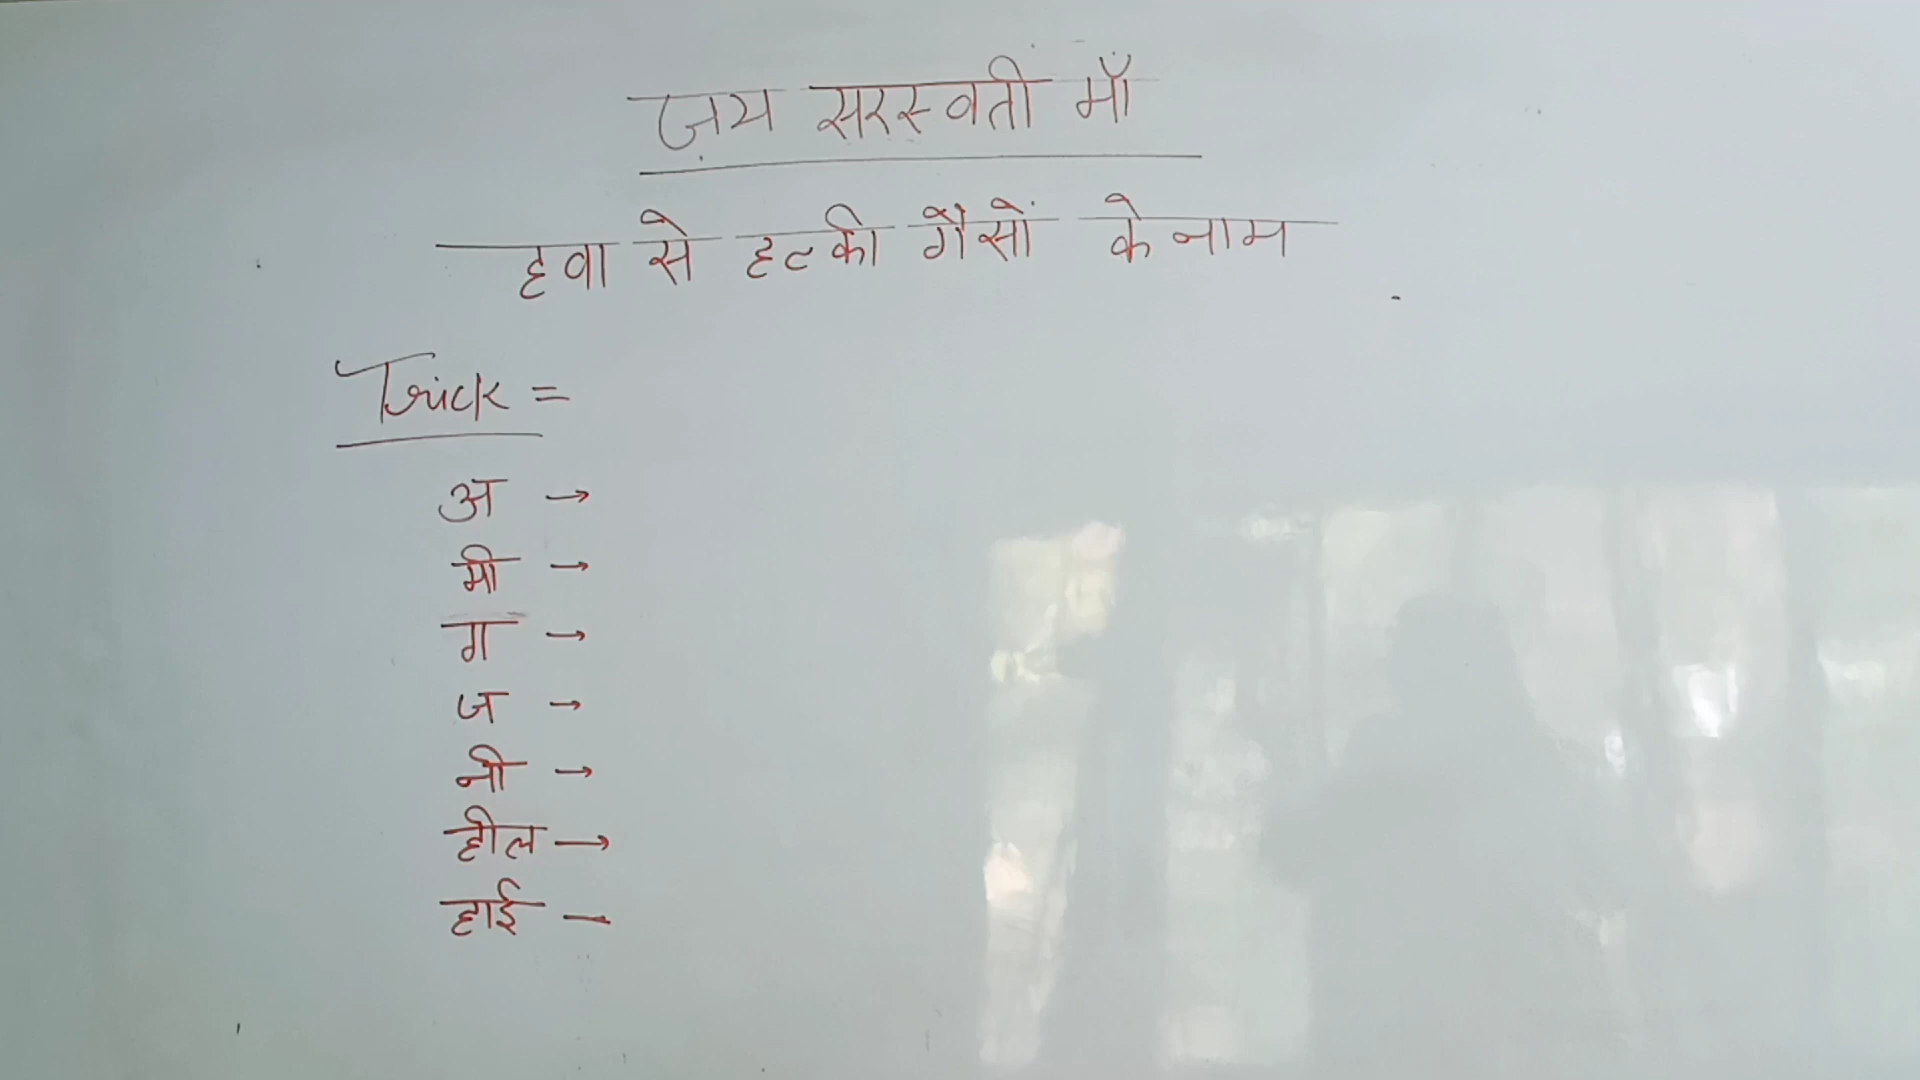 जय सरस्वती माँ
हवा से हल्की गैसों के नाम
Trick =
अ →
मी →
ग →
ज →
नी →
हील →
हाई –